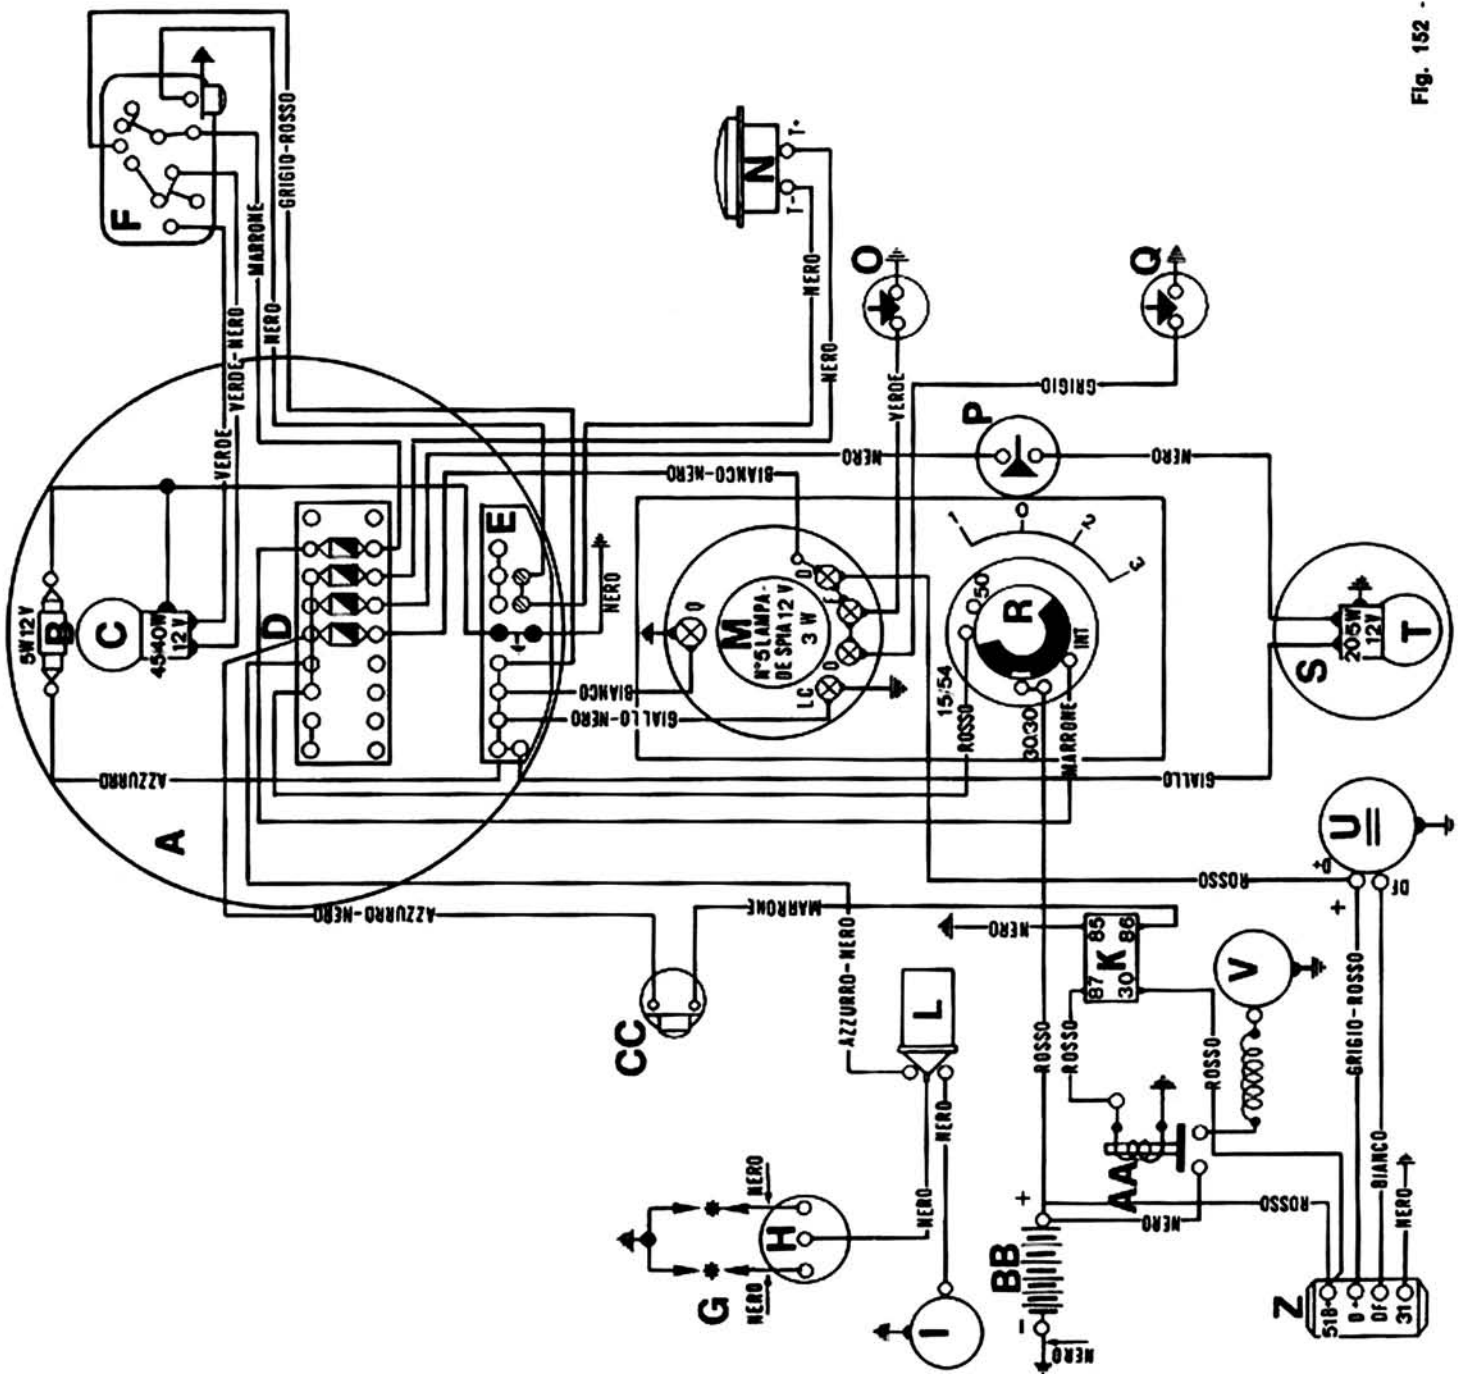 Fig. 152 -
F
GRIGIO-ROSSO
MARRONE
NERO
VERDE-NERO
VERDE
N
T+
T-
NERO
NERO
O
Q
VERDE
GRIGIO
P
NERO
NERO
BIANCO-NERO
A
B
5W12V
C
45/40W
12V
D
E
NERO
AZZURRO
BIANCO
GIALLO-NERO
M
N°5 LAMPA-
DE SPIA 12 V
3 W
Q
D
F
O
LC
1
0
2
3
R
50
15/54
30
30
INT
ROSSO
MARRONE
S
20/5W
12V
T
GIALLO
U
D+
+
DF
ROSSO
AZZURRO-NERO
MARRONE
AZZURRO-NERO
CC
NERO
K
85
86
87
30
V
L
ROSSO
ROSSO
ROSSO
GRIGIO-ROSSO
BIANCO
NERO
AA
G
H
NERO
NERO
NERO
NERO
I
BB
+
-
NERO
NERO
ROSSO
Z
51B+
D+
DF
31